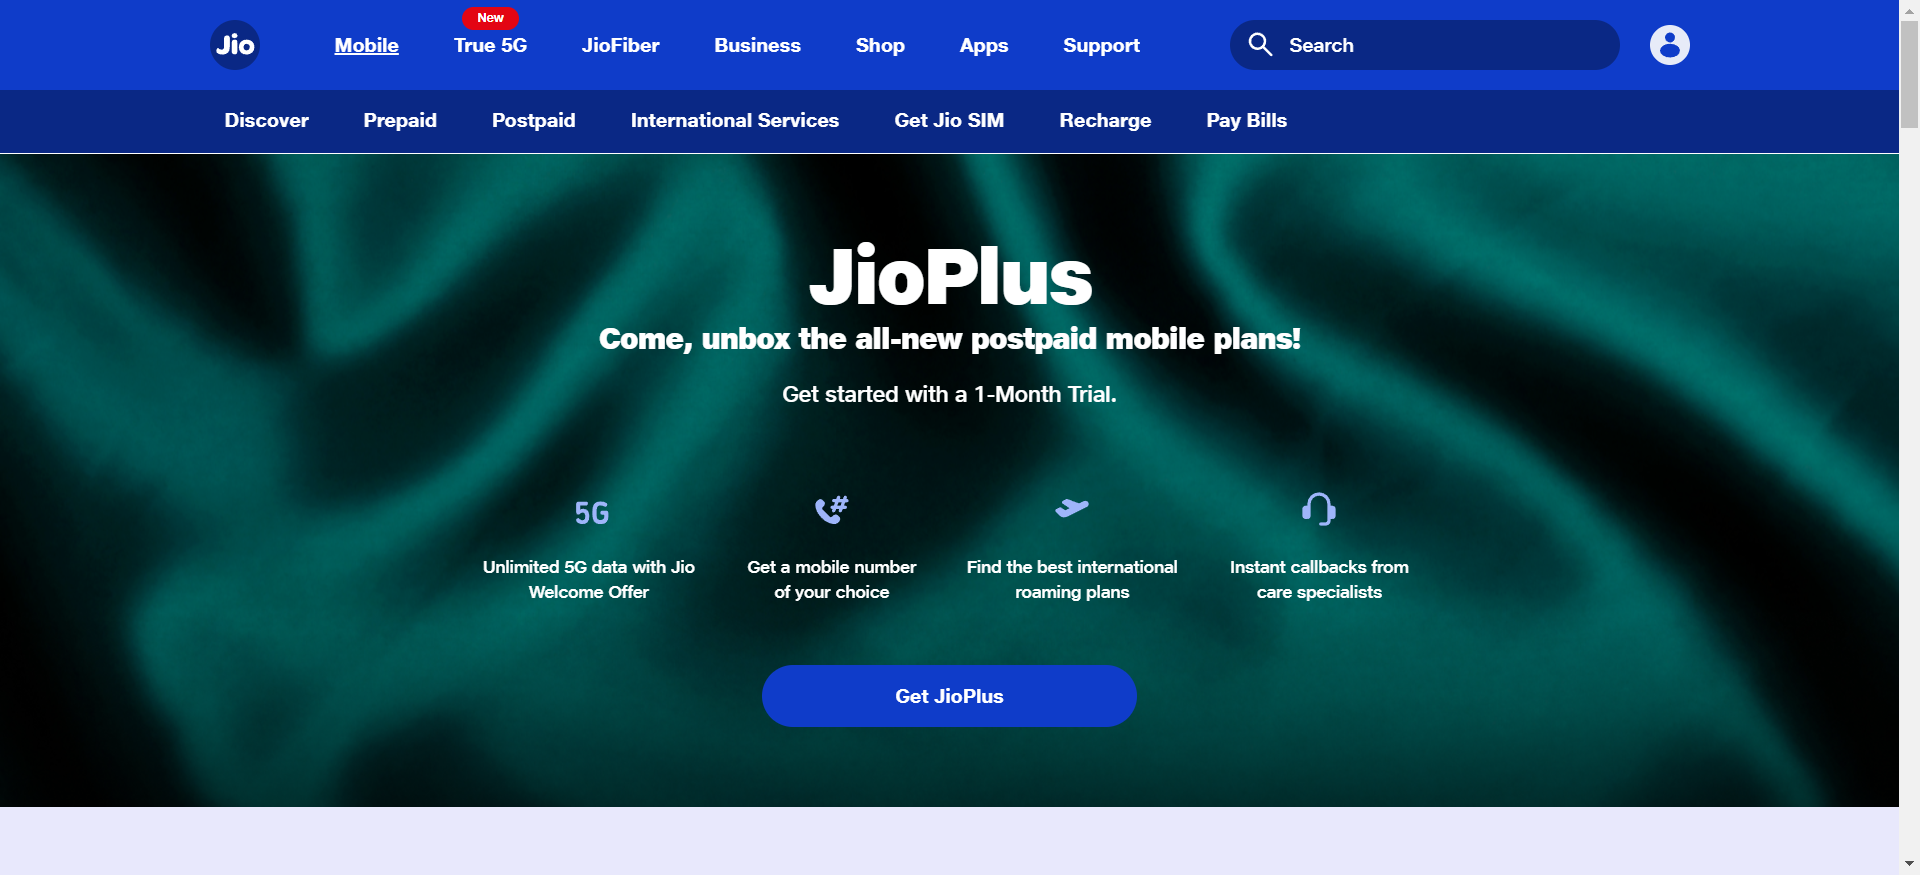 New
Jio Mobile True 5G JioFiber Business Shop Apps Support Search
Discover Prepaid Postpaid International Services Get Jio SIM Recharge Pay Bills
JioPlus
Come, unbox the all-new postpaid mobile plans!
Get started with a 1-Month Trial.
5G
Unlimited 5G data with Jio
Welcome Offer
Get a mobile number
of your choice
Find the best international
roaming plans
Instant callbacks from
care specialists
Get JioPlus